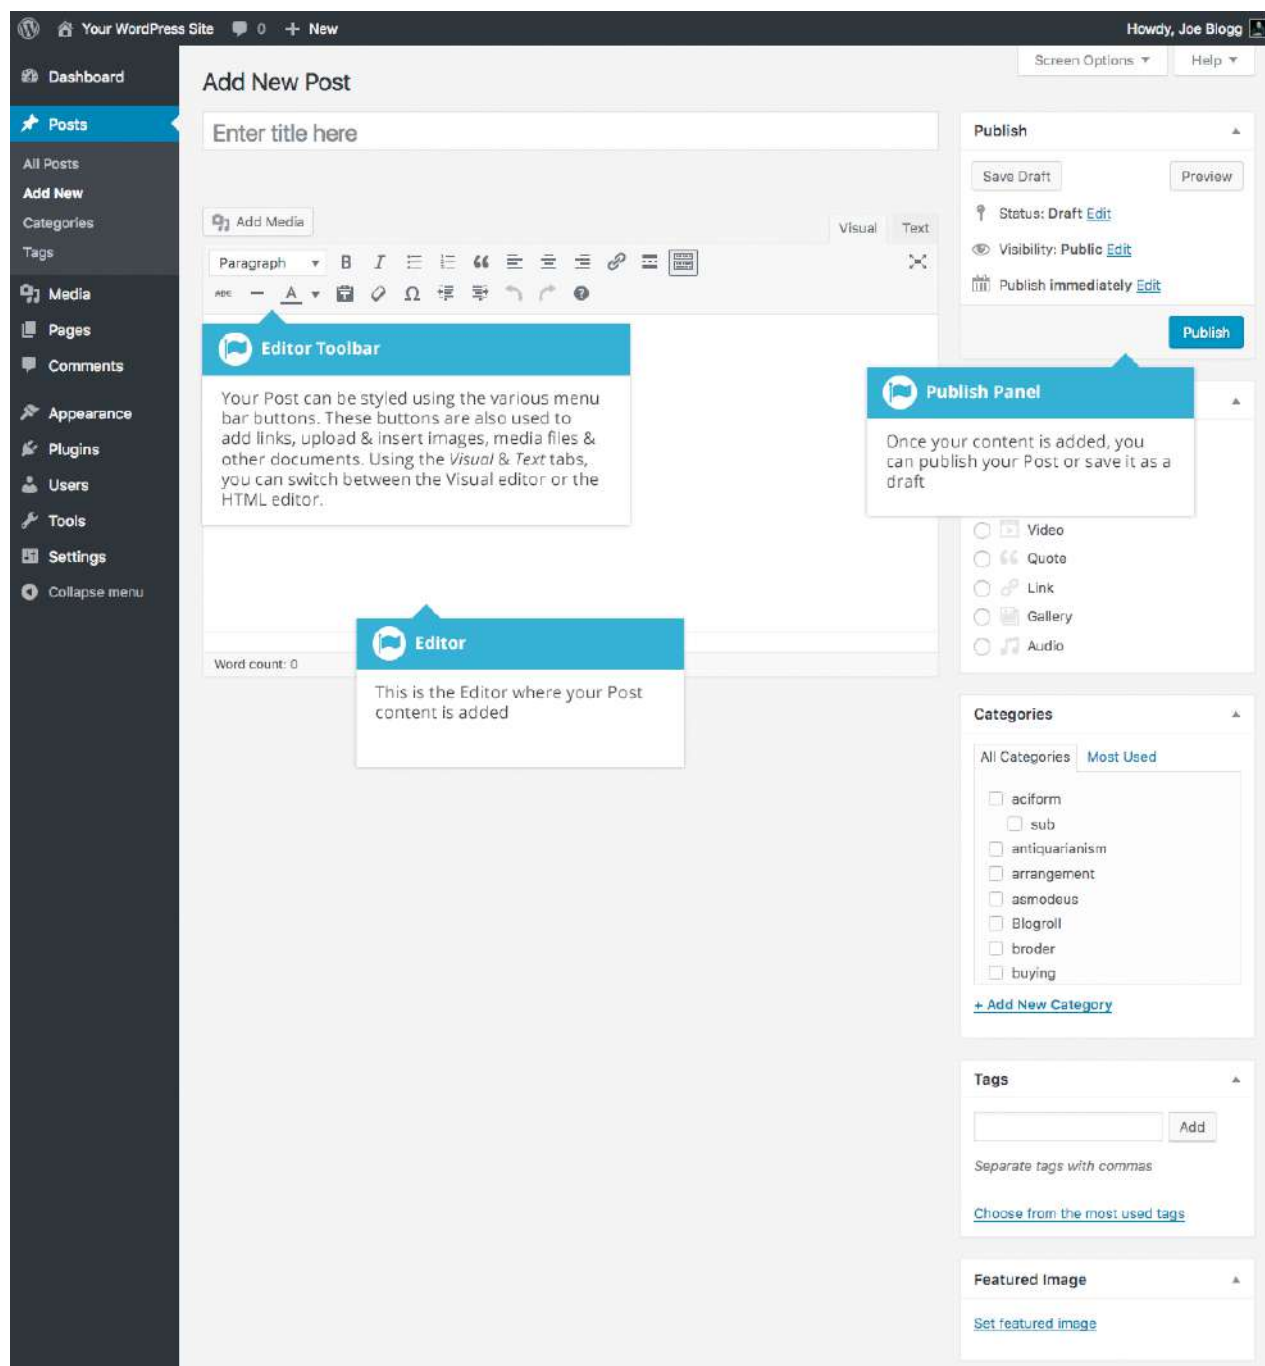 Your WordPress Site 0 + New
Howdy, Joe Blogg
Screen Options
Help
Dashboard
Posts
All Posts
Add New
Categories
Tags
Media
Pages
Comments
Appearance
Plugins
Users
Tools
Settings
Collapse menu
Add New Post
Enter title here
Add Media
Visual Text
Paragraph B I
ABC A Ω
Editor Toolbar
Your Post can be styled using the various menu
bar buttons. These buttons are also used to
add links, upload & insert images, media files &
other documents. Using the Visual & Text tabs,
you can switch between the Visual editor or the
HTML editor.
Word count: 0
Editor
This is the Editor where your Post
content is added
Publish
Save Draft
Preview
Status: Draft Edit
Visibility: Public Edit
Publish immediately Edit
Publish
Publish Panel
Once your content is added, you
can publish your Post or save it as a
draft
Video
Quote
Link
Gallery
Audio
Categories
All Categories Most Used
aciform
sub
antiquarianism
arrangement
asmodeus
Blogroll
broder
buying
+ Add New Category
Tags
Add
Separate tags with commas
Choose from the most used tags
Featured Image
Set featured image